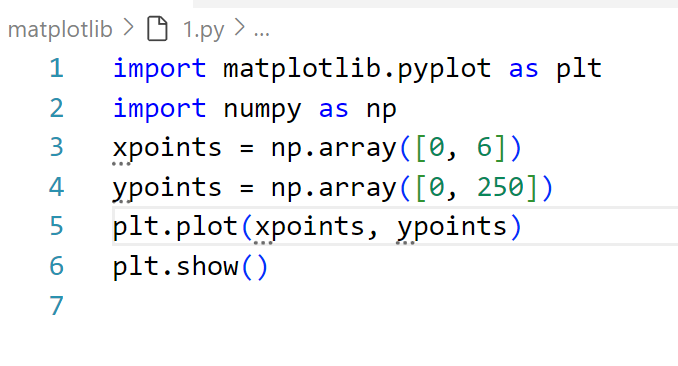 matplotlib > 1.py > ...
1 import matplotlib.pyplot as plt
2 import numpy as np
3 xpoints = np.array([0, 6])
4 ypoints = np.array([0, 250])
5 plt.plot(xpoints, ypoints)
6 plt.show()
7